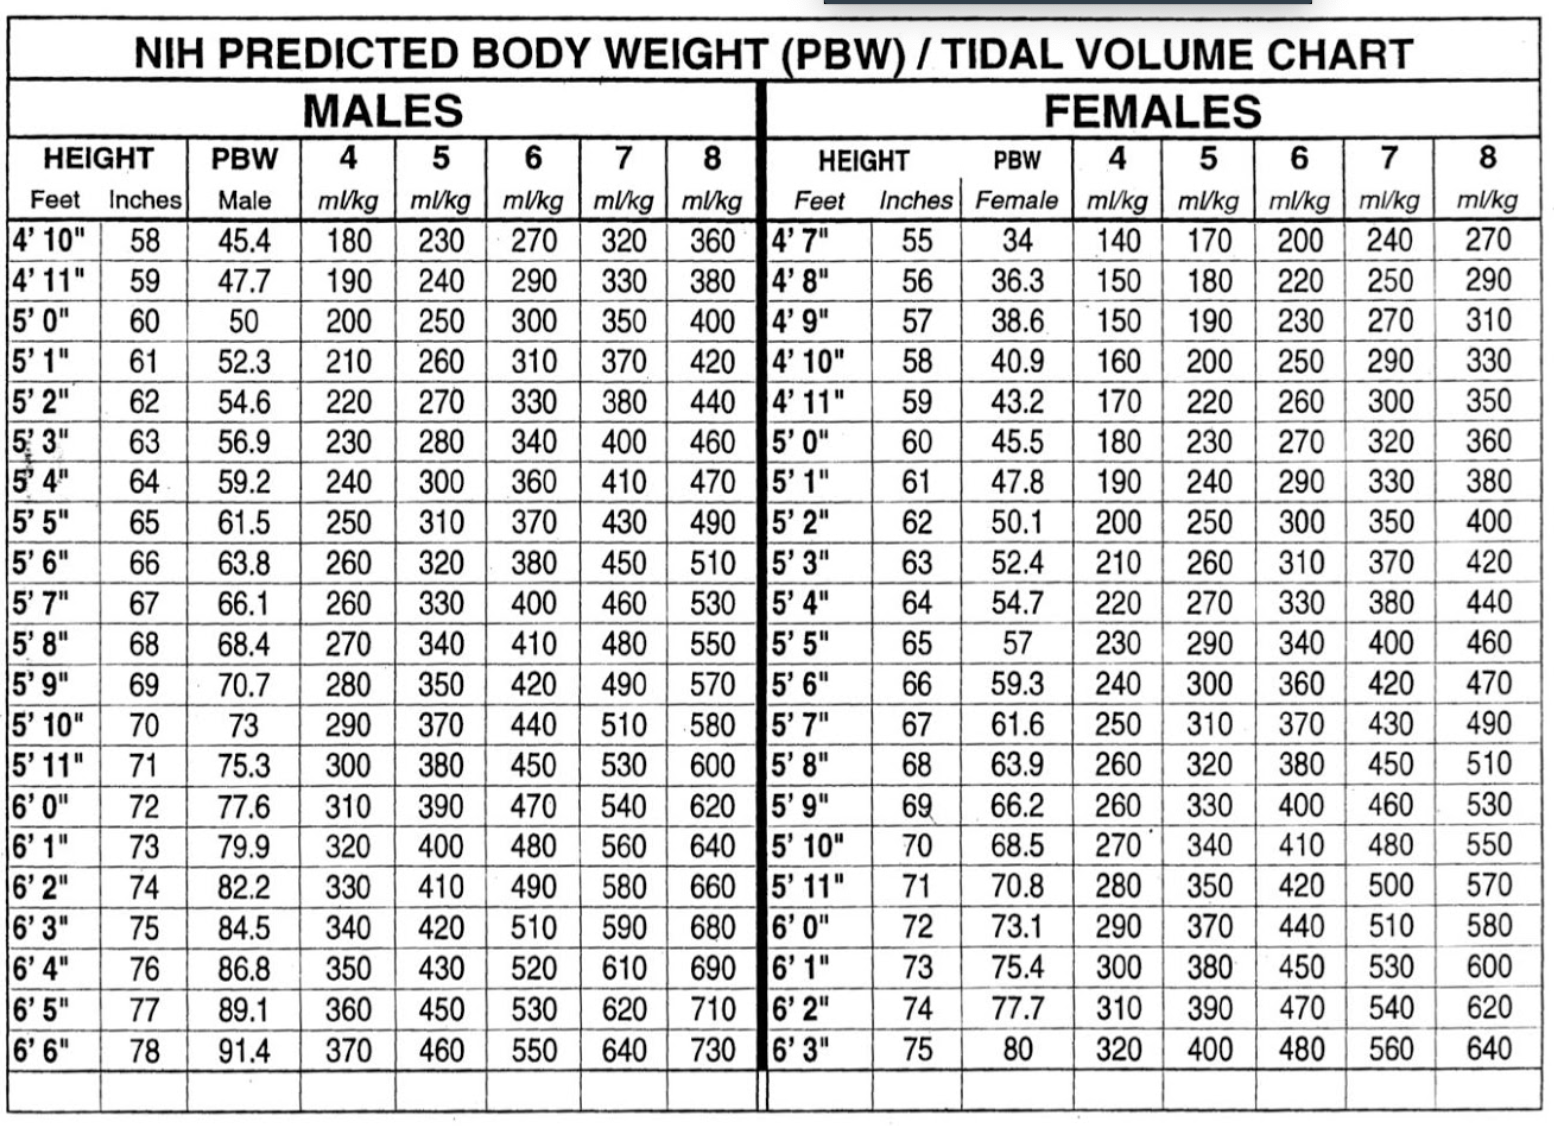 NIH PREDICTED BODY WEIGHT (PBW) / TIDAL VOLUME CHART
MALES FEMALES
HEIGHT PBW 4 5 6 7 8 HEIGHT PBW 4 5 6 7 8
Feet Inches Male ml/kg ml/kg ml/kg ml/kg ml/kg Feet Inches Female ml/kg ml/kg ml/kg ml/kg ml/kg
4' 10" 58 45.4 180 230 270 320 360 4' 7" 55 34 140 170 200 240 270
4' 11" 59 47.7 190 240 290 330 380 4' 8" 56 36.3 150 180 220 250 290
5' 0" 60 50 200 250 300 350 400 4' 9" 57 38.6 150 190 230 270 310
5' 1" 61 52.3 210 260 310 370 420 4' 10" 58 40.9 160 200 250 290 330
5' 2" 62 54.6 220 270 330 380 440 4' 11" 59 43.2 170 220 260 300 350
5' 3" 63 56.9 230 280 340 400 460 5' 0" 60 45.5 180 230 270 320 360
5' 4" 64 59.2 240 300 360 410 470 5' 1" 61 47.8 190 240 290 330 380
5' 5" 65 61.5 250 310 370 430 490 5' 2" 62 50.1 200 250 300 350 400
5' 6" 66 63.8 260 320 380 450 510 5' 3" 63 52.4 210 260 310 370 420
5' 7" 67 66.1 260 330 400 460 530 5' 4" 64 54.7 220 270 330 380 440
5' 8" 68 68.4 270 340 410 480 550 5' 5" 65 57 230 290 340 400 460
5' 9" 69 70.7 280 350 420 490 570 5' 6" 66 59.3 240 300 360 420 470
5' 10" 70 73 290 370 440 510 580 5' 7" 67 61.6 250 310 370 430 490
5' 11" 71 75.3 300 380 450 530 600 5' 8" 68 63.9 260 320 380 450 510
6' 0" 72 77.6 310 390 470 540 620 5' 9" 69 66.2 260 330 400 460 530
6' 1" 73 79.9 320 400 480 560 640 5' 10" 70 68.5 270 340 410 480 550
6' 2" 74 82.2 330 410 490 580 660 5' 11" 71 70.8 280 350 420 500 570
6' 3" 75 84.5 340 420 510 590 680 6' 0" 72 73.1 290 370 440 510 580
6' 4" 76 86.8 350 430 520 610 690 6' 1" 73 75.4 300 380 450 530 600
6' 5" 77 89.1 360 450 530 620 710 6' 2" 74 77.7 310 390 470 540 620
6' 6" 78 91.4 370 460 550 640 730 6' 3" 75 80 320 400 480 560 640